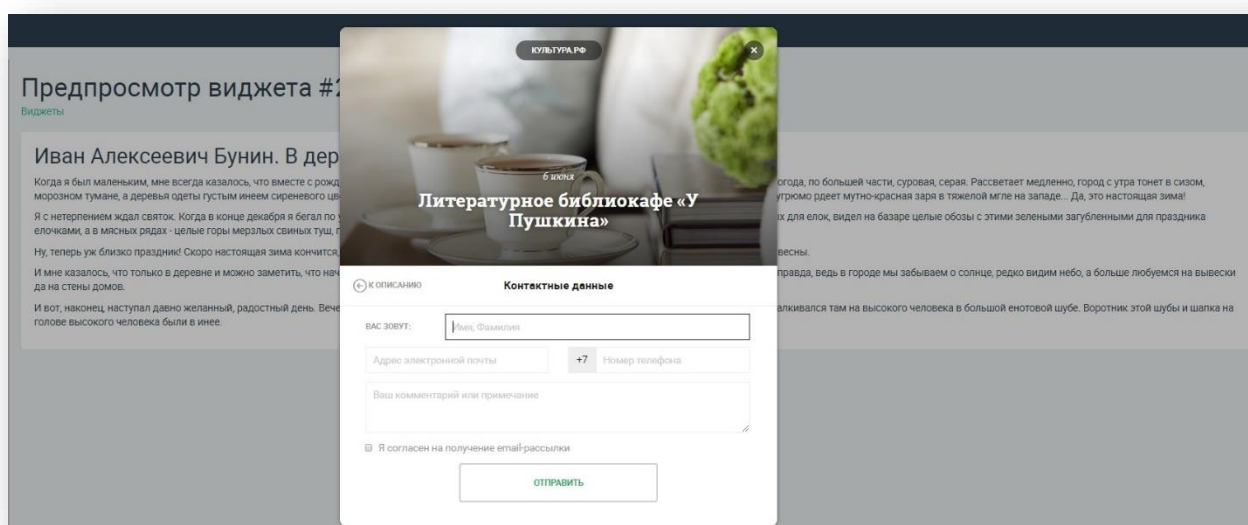 КУЛЬТУРА.РФ
Предпросмотр виджета #2
Виджеты
6 июня
Литературное библиокафе «У
Пушкина»
Иван Алексеевич Бунин. В дер
Когда я был маленьким, мне всегда казалось, что вместе с рожд
огода, по большей части, суровая, серая. Рассветает медленно, город с утра тонет в сизом,
морозном тумане, а деревья одеты густым инеем сиреневого цв
угрюмо рдеет мутно-красная заря в тяжелой мгле на западе... Да, это настоящая зима!
Я с нетерпением ждал святок. Когда в конце декабря я бегал по у
х для елок, видел на базаре целые обозы с этими зелеными загубленными для праздника
елочками, а в мясных рядах - целые горы мерзлых свиных туш, п
Ну, теперь уж близко праздник! Скоро настоящая зима кончится,
весны.
И мне казалось, что только в деревне и можно заметить, что нач
правда, ведь в городе мы забываем о солнце, редко видим небо, а больше любуемся на вывески
да на стены домов.
И вот, наконец, наступал давно желанный, радостный день. Вече
алкивался там на высокого человека в большой енотовой шубе. Воротник этой шубы и шапка на
голове высокого человека были в инее.
К ОПИСАНИЮ
Контактные данные
ВАС ЗОВУТ:
Имя, Фамилия
Адрес электронной почты
+7
Номер телефона
Ваш комментарий или примечание
Я согласен на получение email-рассылки
ОТПРАВИТЬ